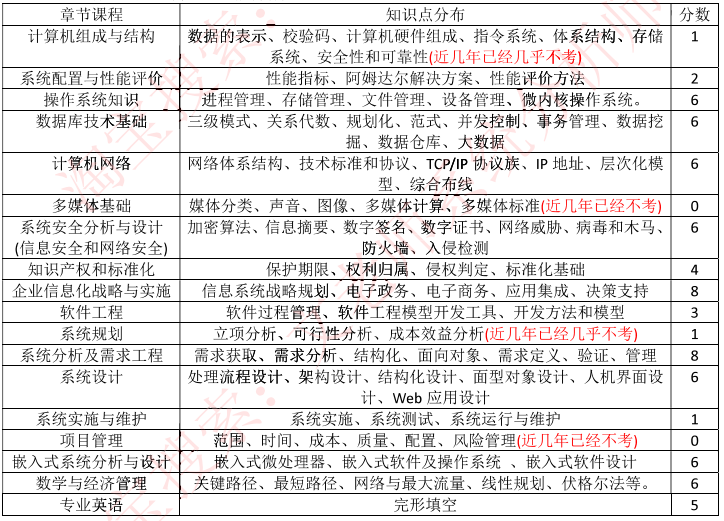 章节课程 知识点分布 分数
计算机组成与结构 数据的表示、校验码、计算机硬件组成、指令系统、体系结构、存储 1
系统、安全性和可靠性(近几年已经几乎不考)
系统配置与性能评价 性能指标、阿姆达尔解决方案、性能评价方法 2
操作系统知识 进程管理、存储管理、文件管理、设备管理、微内核操作系统。 6
数据库技术基础 三级模式、关系代数、规划化、范式、并发控制、事务管理、数据挖 6
掘、数据仓库、大数据
计算机网络 网络体系结构、技术标准和协议、TCP/IP 协议族、IP 地址、层次化模 6
型、综合布线
多媒体基础 媒体分类、声音、图像、多媒体计算、多媒体标准(近几年已经不考) 0
系统安全分析与设计 加密算法、信息摘要、数字签名、数字证书、网络威胁、病毒和木马、 6
(信息安全和网络安全) 防火墙、入侵检测
知识产权和标准化 保护期限、权利归属、侵权判定、标准化基础 4
企业信息化战略与实施 信息系统战略规划、电子政务、电子商务、应用集成、决策支持 8
软件工程 软件过程管理、软件工程模型开发工具、开发方法和模型 3
系统规划 立项分析、可行性分析、成本效益分析(近几年已经几乎不考) 1
系统分析及需求工程 需求获取、需求分析、结构化、面向对象、需求定义、验证、管理 8
系统设计 处理流程设计、架构设计、结构化设计、面型对象设计、人机界面设 6
计、Web 应用设计
系统实施与维护 系统实施、系统测试、系统运行与维护 1
项目管理 范围、时间、成本、质量、配置、风险管理(近几年已经不考) 0
嵌入式系统分析与设计 嵌入式微处理器、嵌入式软件及操作系统 、嵌入式软件设计 6
数学与经济管理 关键路径、最短路径、网络与最大流量、线性规划、伏格尔法等。 6
专业英语 完形填空 5